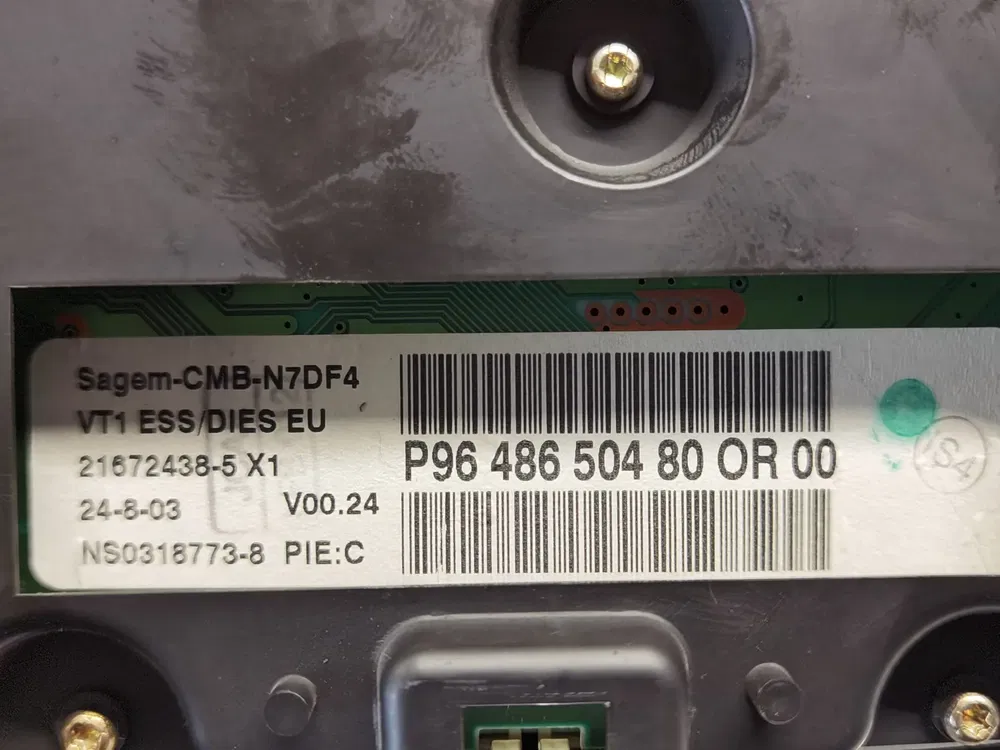 Sagem-CMB-N7DF4
VT1 ESS/DIES EU
21672438-5 X1
24-8-03 V00.24
NS0318773-8 PIE:C
P96 486 504 80 OR 00
S4